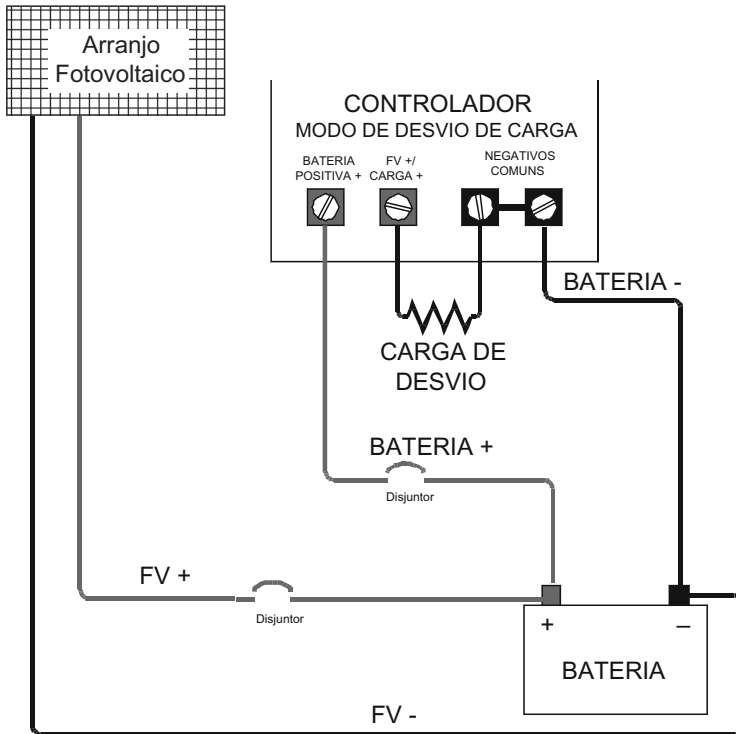 Arranjo
Fotovoltaico
CONTROLADOR
MODO DE DESVIO DE CARGA
BATERIA
POSITIVA +
FV +/
CARGA +
NEGATIVOS
COMUNS
BATERIA -
CARGA DE
DESVIO
BATERIA +
Disjuntor
FV +
Disjuntor
+
–
BATERIA
FV -